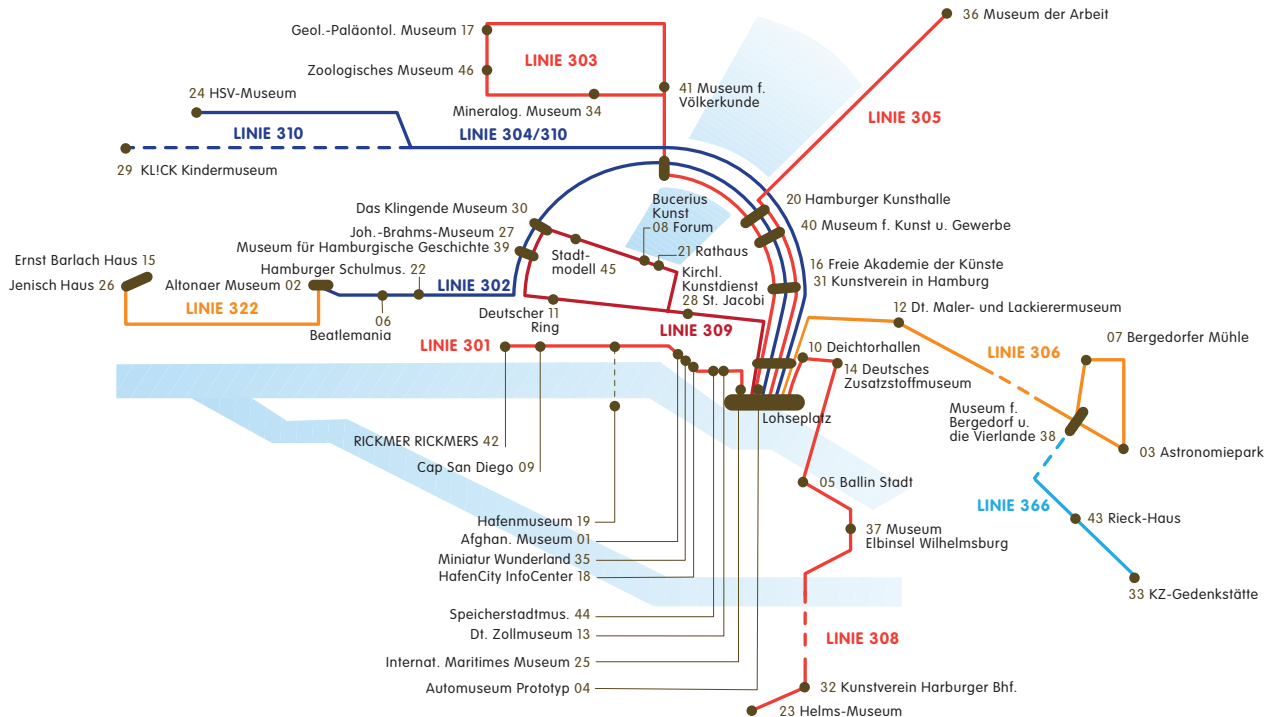 36 Museum der Arbeit
Geol.-Paläontol. Museum 17
LINIE 303
Zoologisches Museum 46
24 HSV-Museum
41 Museum f.
Völkerkunde
Mineralog. Museum 34
LINIE 305
LINIE 310
LINIE 304/310
29 KL!CK Kindermuseum
20 Hamburger Kunsthalle
Bucerius
Kunst
08 Forum
Das Klingende Museum 30
40 Museum f. Kunst u. Gewerbe
Joh.-Brahms-Museum 27
Museum für Hamburgische Geschichte 39
21 Rathaus
Stadt-
modell 45
Ernst Barlach Haus 15
Jenisch Haus 26
Hamburger Schulmus. 22
Altonaer Museum 02
LINIE 302
Kirchl.
Kunstdienst
28 St. Jacobi
16 Freie Akademie der Künste
31 Kunstverein in Hamburg
LINIE 322
06
Beatlemania
Deutscher 11
Ring
LINIE 309
12 Dt. Maler- und Lackierermuseum
LINIE 301
10 Deichtorhallen
14 Deutsches
Zusatzstoffmuseum
LINIE 306
07 Bergedorfer Mühle
Lohseplatz
Museum f.
Bergedorf u.
die Vierlande 38
03 Astronomiepark
RICKMER RICKMERS 42
Cap San Diego 09
05 Ballin Stadt
LINIE 366
43 Rieck-Haus
Hafenmuseum 19
Afghan. Museum 01
37 Museum
Elbinsel Wilhelmsburg
Miniatur Wunderland 35
HafenCity InfoCenter 18
33 KZ-Gedenkstätte
Speicherstadtmus. 44
Dt. Zollmuseum 13
LINIE 308
Internat. Maritimes Museum 25
Automuseum Prototyp 04
32 Kunstverein Harburger Bhf.
23 Helms-Museum